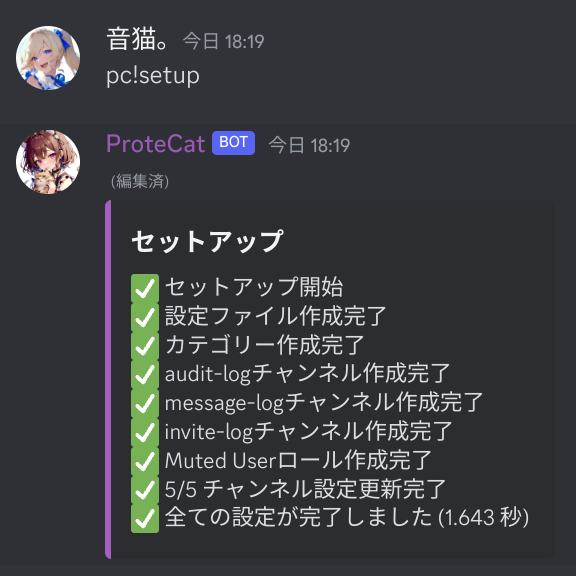 音猫。 今日 18:19
pc!setup
ProteCat BOT 今日 18:19
(編集済)
セットアップ
セットアップ開始
設定ファイル作成完了
カテゴリー作成完了
audit-logチャンネル作成完了
message-logチャンネル作成完了
invite-logチャンネル作成完了
Muted Userロール作成完了
5/5 チャンネル設定更新完了
全ての設定が完了しました (1.643 秒)